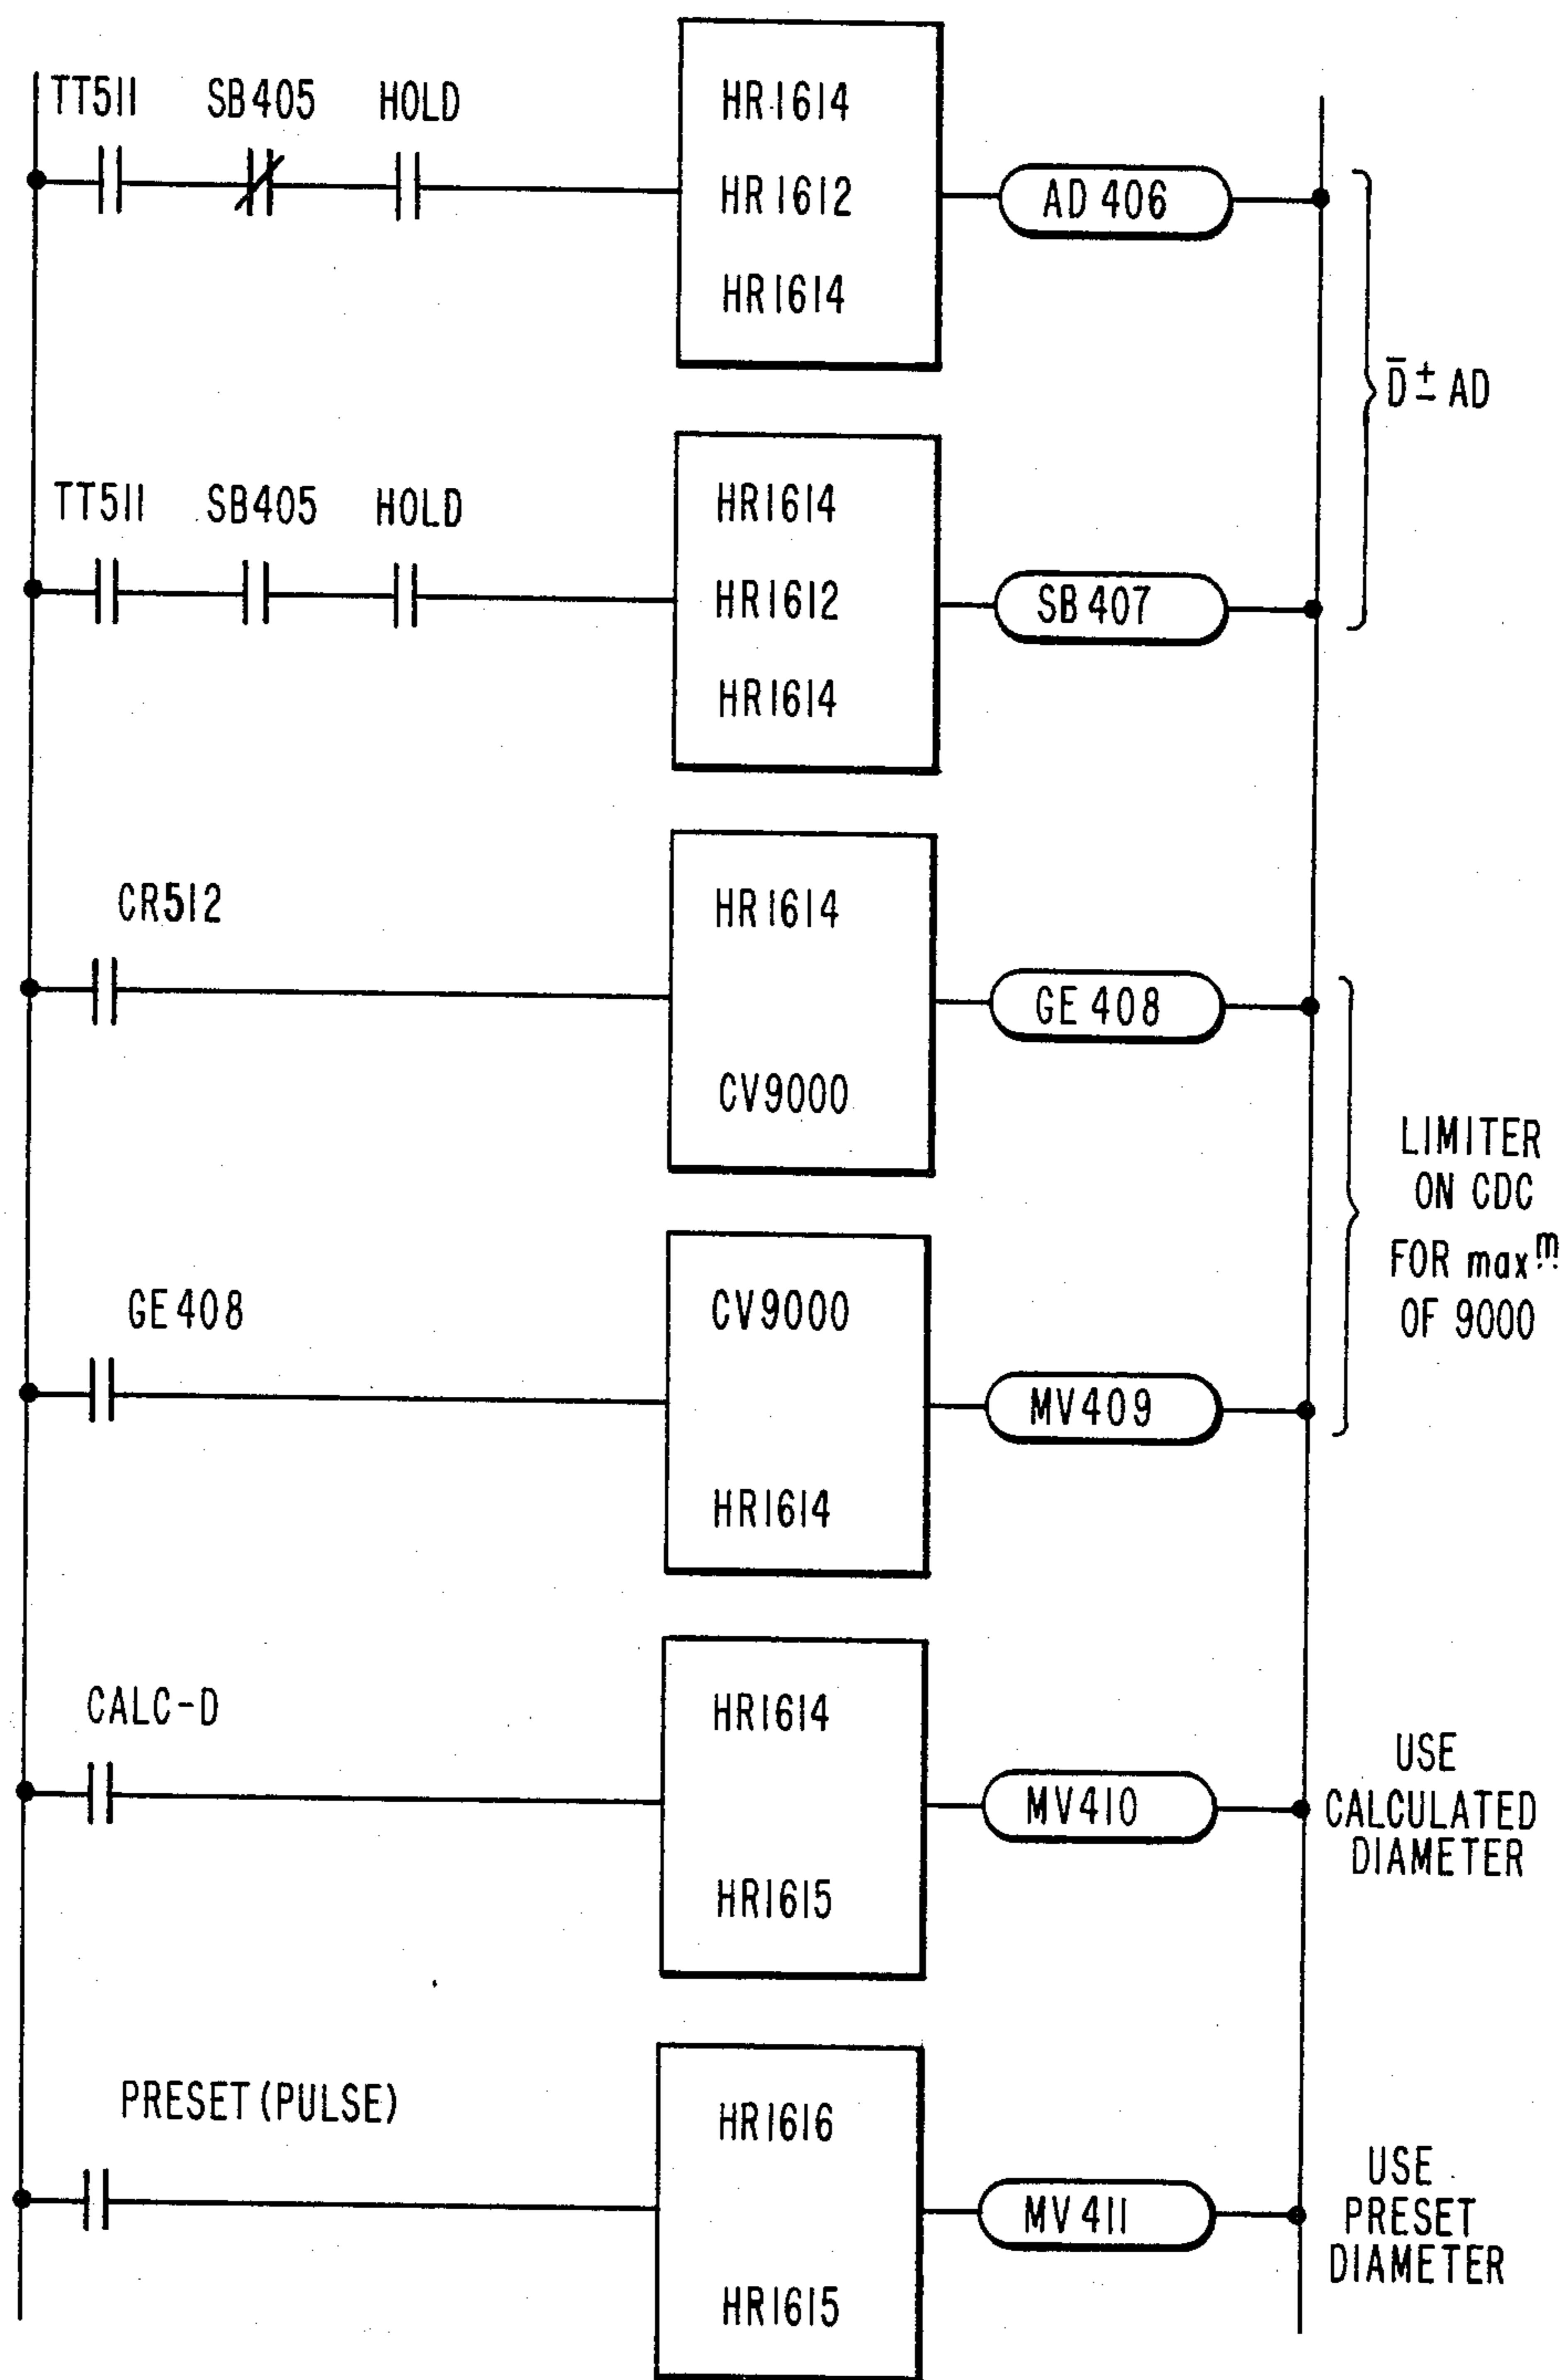 TT511 SB405 HOLD
HR1614
HR1612
HR1614
AD 406
D̄ ± AD
TT511 SB405 HOLD
HR1614
HR1612
HR1614
SB 407
CR512
HR1614
CV9000
GE 408
LIMITER
ON CDC
FOR maxm
OF 9000
GE 408
CV9000
HR1614
MV409
CALC-D
HR1614
HR1615
MV410
USE
CALCULATED
DIAMETER
PRESET (PULSE)
HR1616
HR1615
MV 411
USE
PRESET
DIAMETER